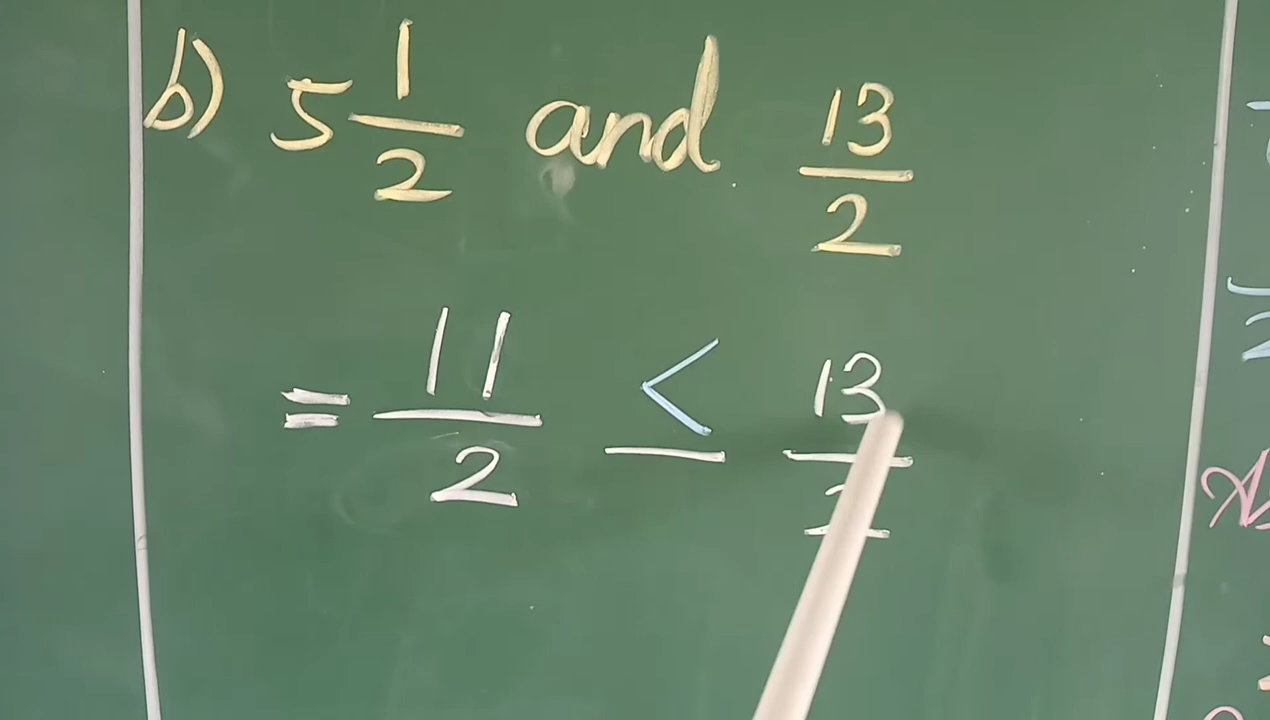 b) 5 1/2 and 13/2
= 11/2 < 13/2